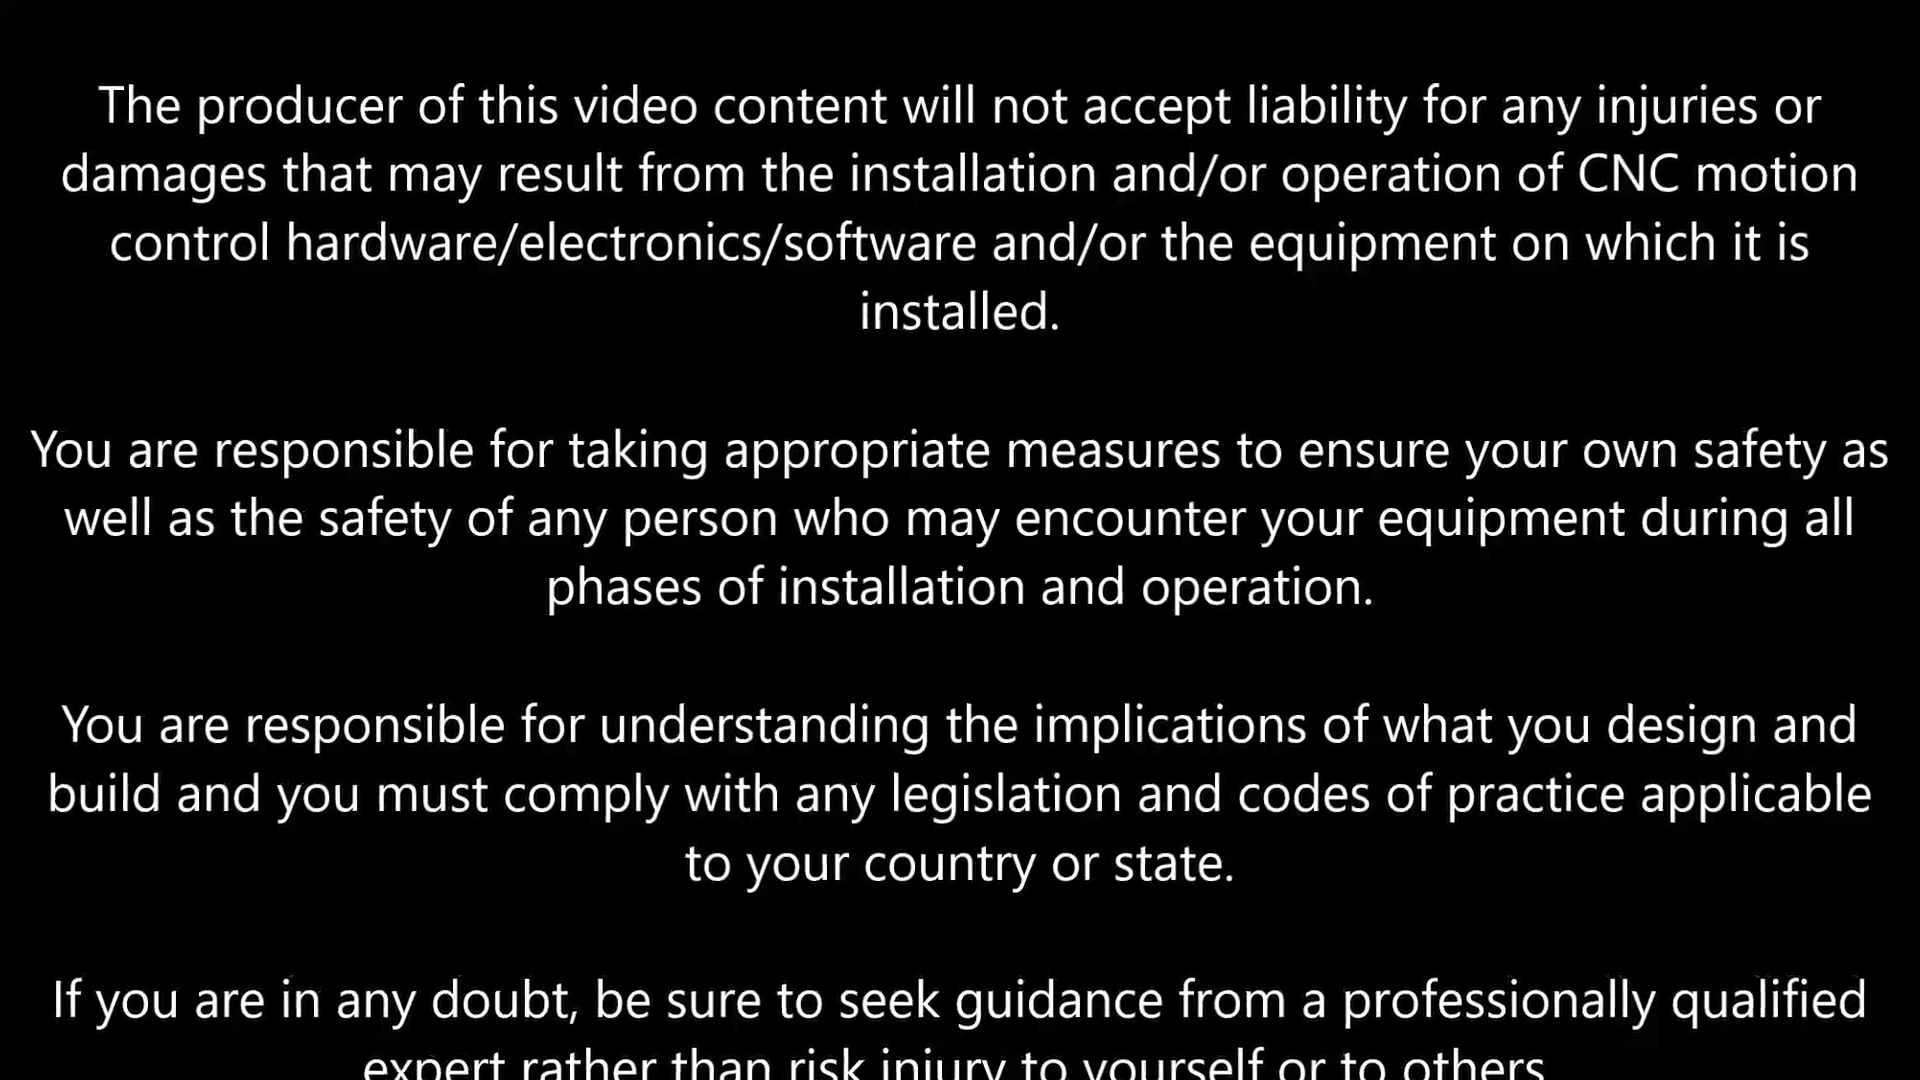 The producer of this video content will not accept liability for any injuries or
damages that may result from the installation and/or operation of CNC motion
control hardware/electronics/software and/or the equipment on which it is
installed.
You are responsible for taking appropriate measures to ensure your own safety as
well as the safety of any person who may encounter your equipment during all
phases of installation and operation.
You are responsible for understanding the implications of what you design and
build and you must comply with any legislation and codes of practice applicable
to your country or state.
If you are in any doubt, be sure to seek guidance from a professionally qualified
expert rather than risk injury to yourself or to others.